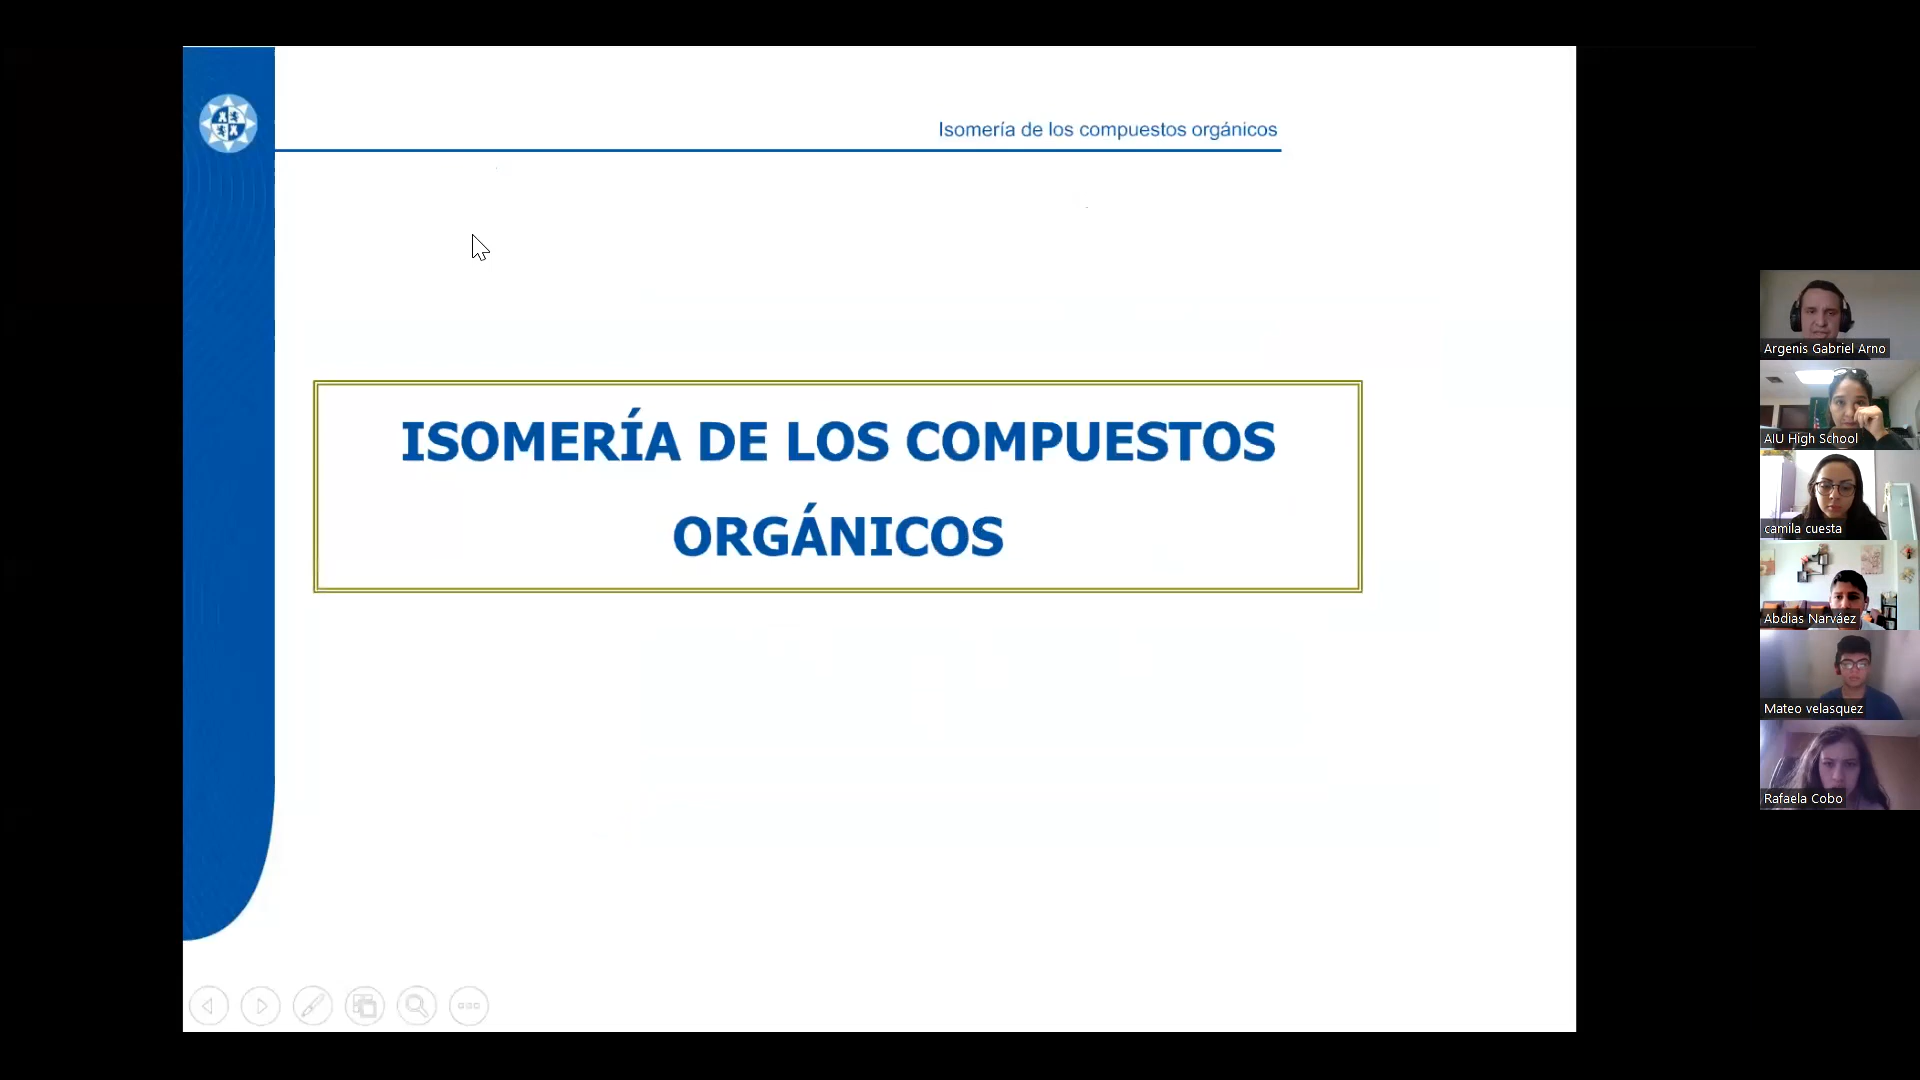 Isomería de los compuestos orgánicos
ISOMERÍA DE LOS COMPUESTOS
ORGÁNICOS
Argenis Gabriel Arno
AIU High School
camila cuesta
Abdias Narváez
Mateo velasquez
Rafaela Cobo